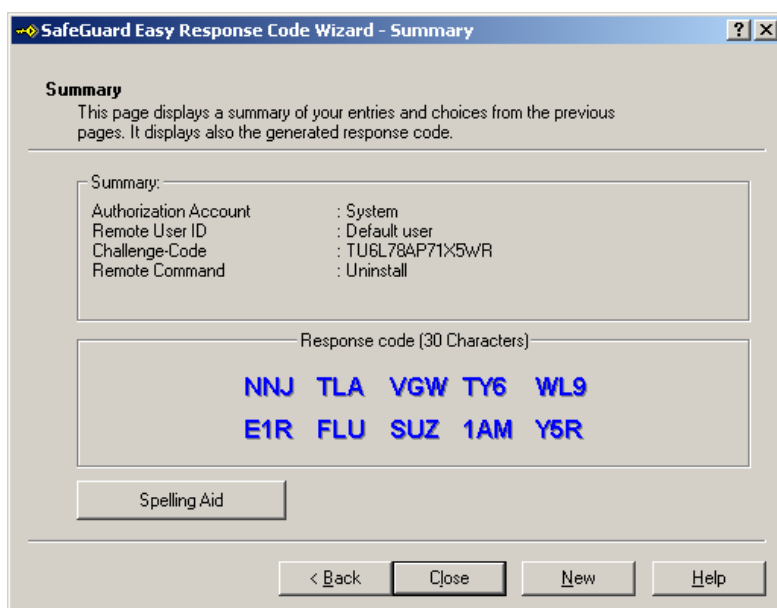 SafeGuard Easy Response Code Wizard - Summary
Summary
This page displays a summary of your entries and choices from the previous
pages. It displays also the generated response code.
Summary:
Authorization Account : System
Remote User ID : Default user
Challenge-Code : TU6L78AP71X5WR
Remote Command : Uninstall
Response code (30 Characters)
NNJ TLA VGW TY6 WL9
E1R FLU SUZ 1AM Y5R
Spelling Aid
< Back Close New Help